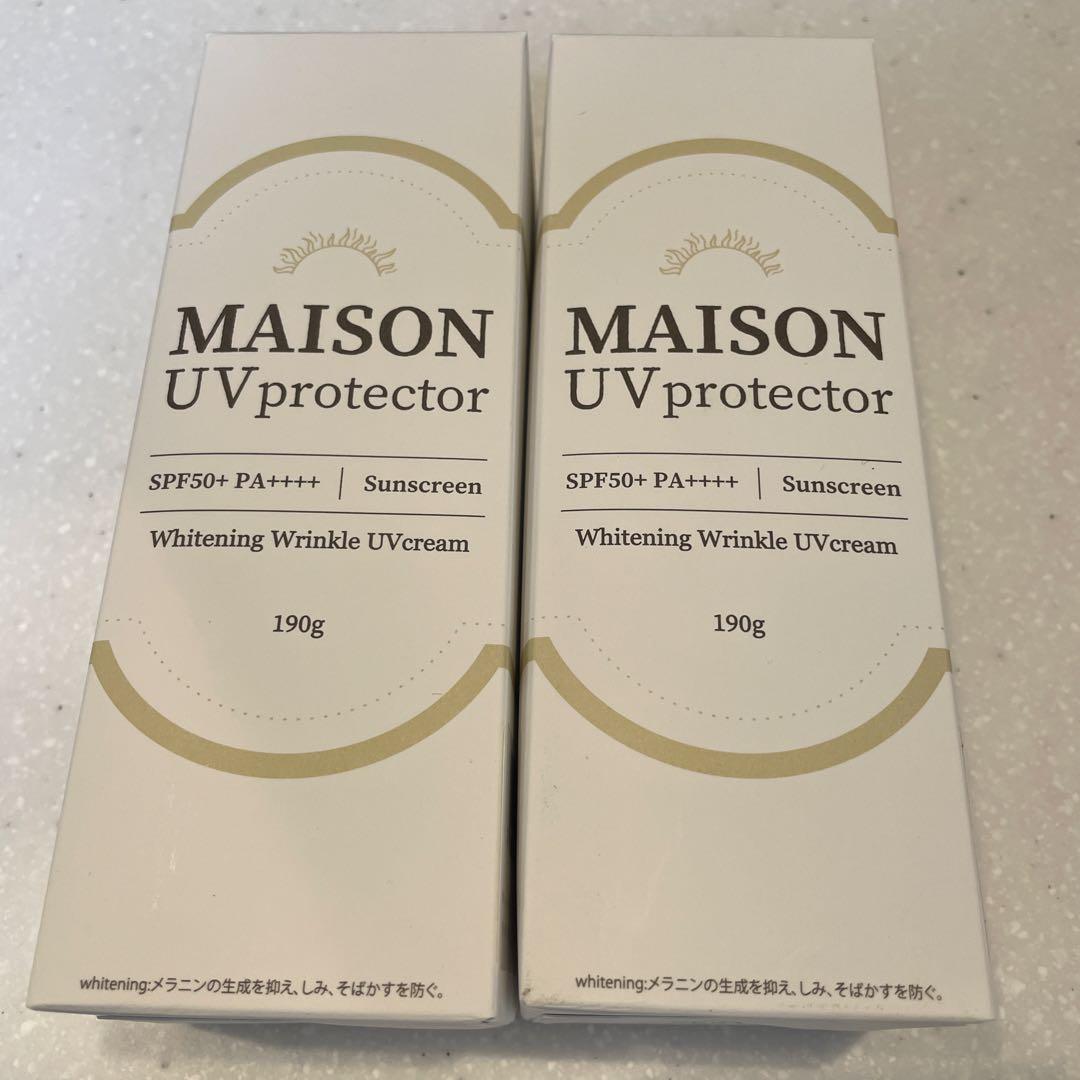 MAISON
UVprotector
SPF50+ PA++++ | Sunscreen
Whitening Wrinkle UVcream
190g
whitening:メラニンの生成を抑え、しみ、そばかすを防ぐ。
MAISON
UVprotector
SPF50+ PA++++ | Sunscreen
Whitening Wrinkle UVcream
190g
whitening:メラニンの生成を抑え、しみ、そばかすを防ぐ。